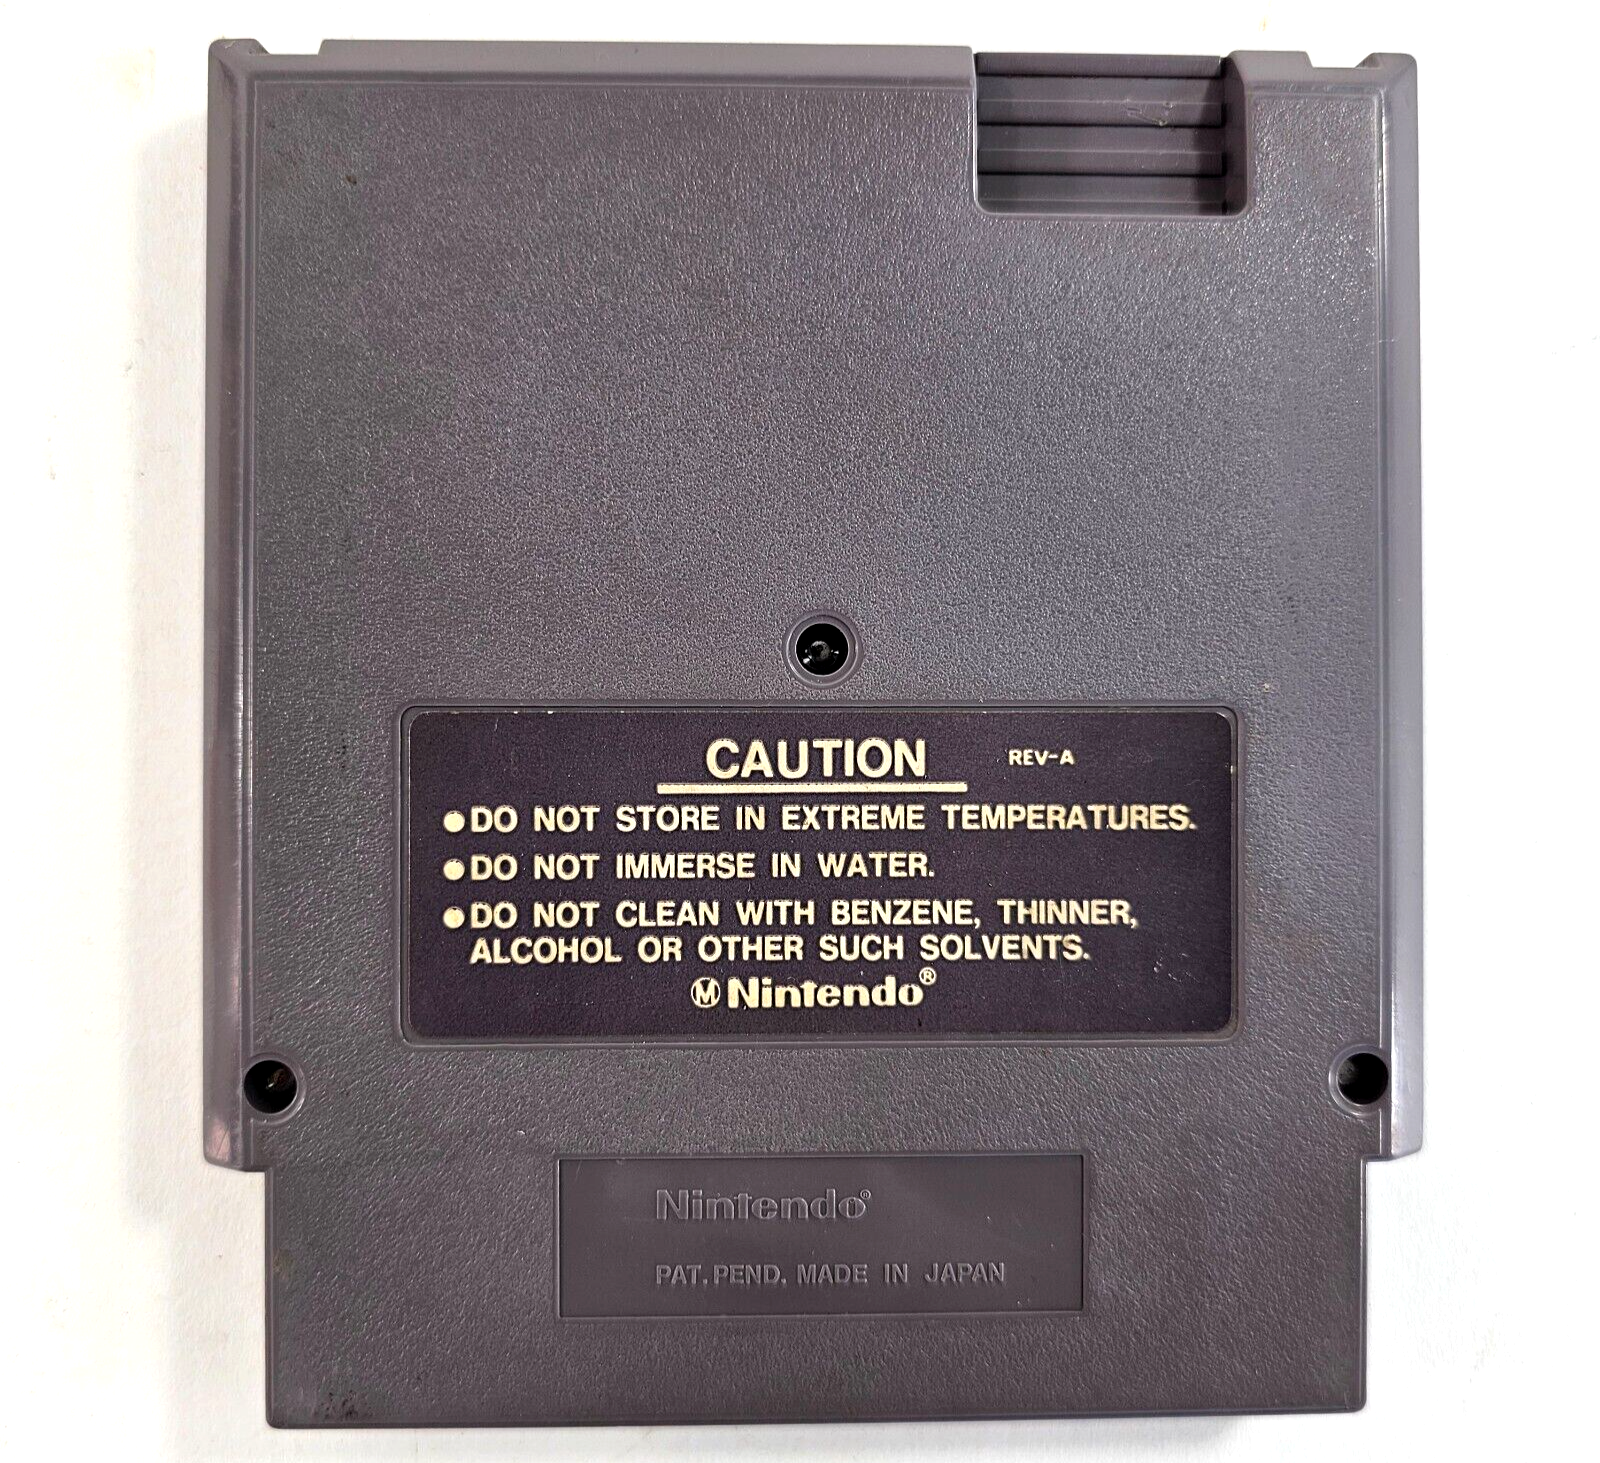 CAUTION REV-A
●DO NOT STORE IN EXTREME TEMPERATURES.
●DO NOT IMMERSE IN WATER.
●DO NOT CLEAN WITH BENZENE, THINNER,
ALCOHOL OR OTHER SUCH SOLVENTS.
Ⓜ Nintendo®
Nintendo®
PAT. PEND. MADE IN JAPAN